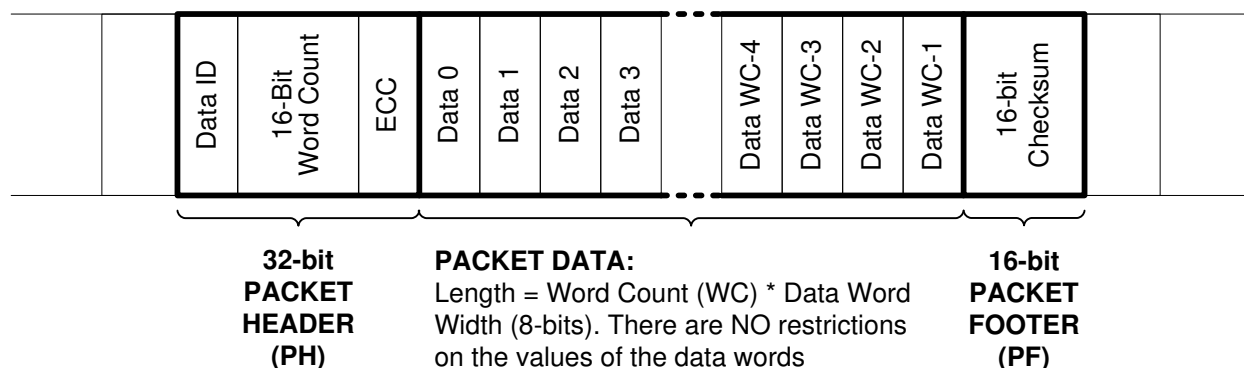 Data ID
16-Bit
Word Count
ECC
Data 0
Data 1
Data 2
Data 3
Data WC-4
Data WC-3
Data WC-2
Data WC-1
16-bit
Checksum
32-bit
PACKET
HEADER
(PH)
PACKET DATA:
Length = Word Count (WC) * Data Word
Width (8-bits). There are NO restrictions
on the values of the data words
16-bit
PACKET
FOOTER
(PF)